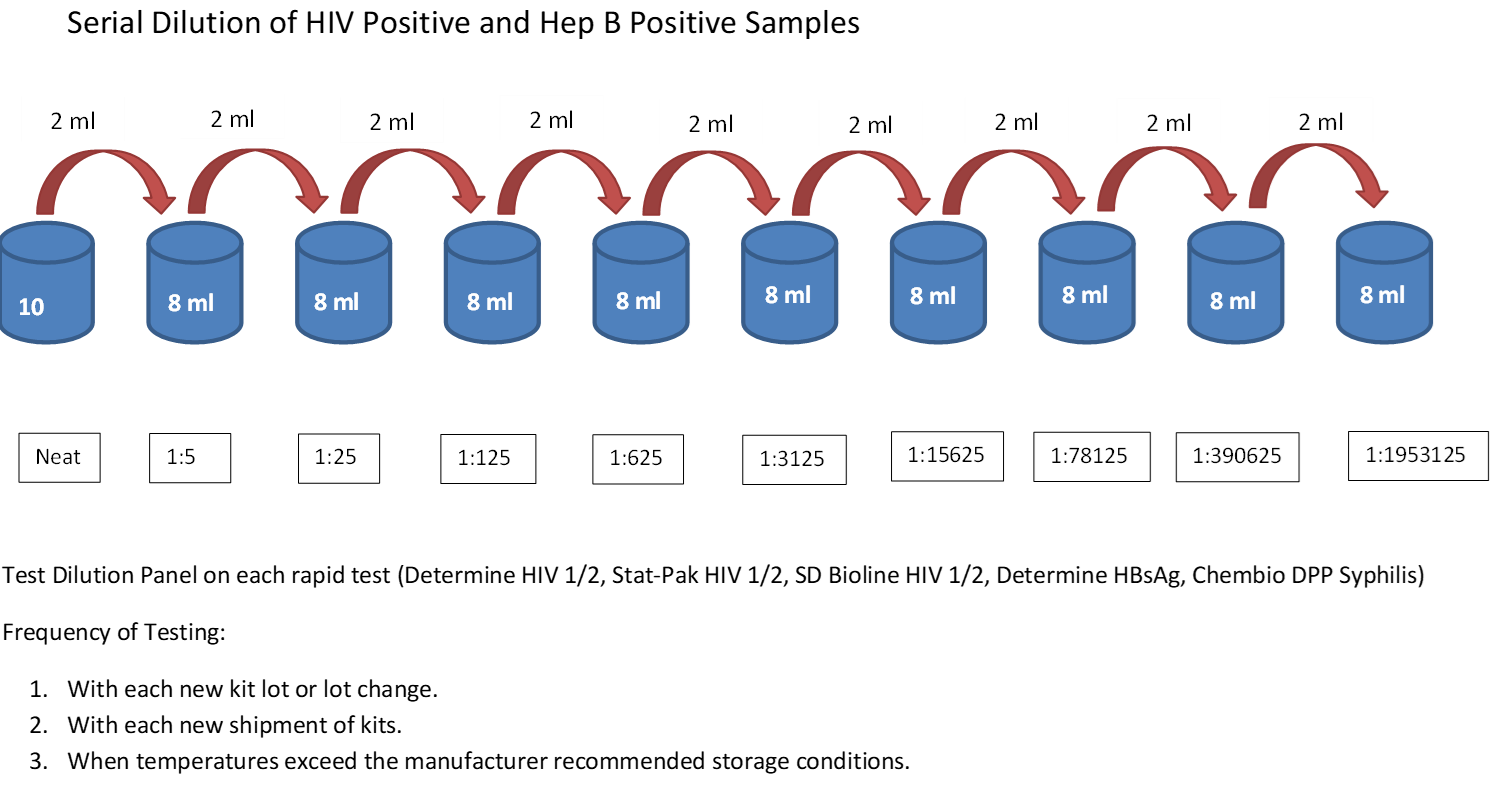 Serial Dilution of HIV Positive and Hep B Positive Samples
2 ml 2 ml 2 ml 2 ml 2 ml 2 ml 2 ml 2 ml 2 ml
10 8 ml 8 ml 8 ml 8 ml 8 ml 8 ml 8 ml 8 ml 8 ml
Neat 1:5 1:25 1:125 1:625 1:3125 1:15625 1:78125 1:390625 1:1953125
Test Dilution Panel on each rapid test (Determine HIV 1/2, Stat-Pak HIV 1/2, SD Bioline HIV 1/2, Determine HBsAg, Chembio DPP Syphilis)
Frequency of Testing:
1. With each new kit lot or lot change.
2. With each new shipment of kits.
3. When temperatures exceed the manufacturer recommended storage conditions.